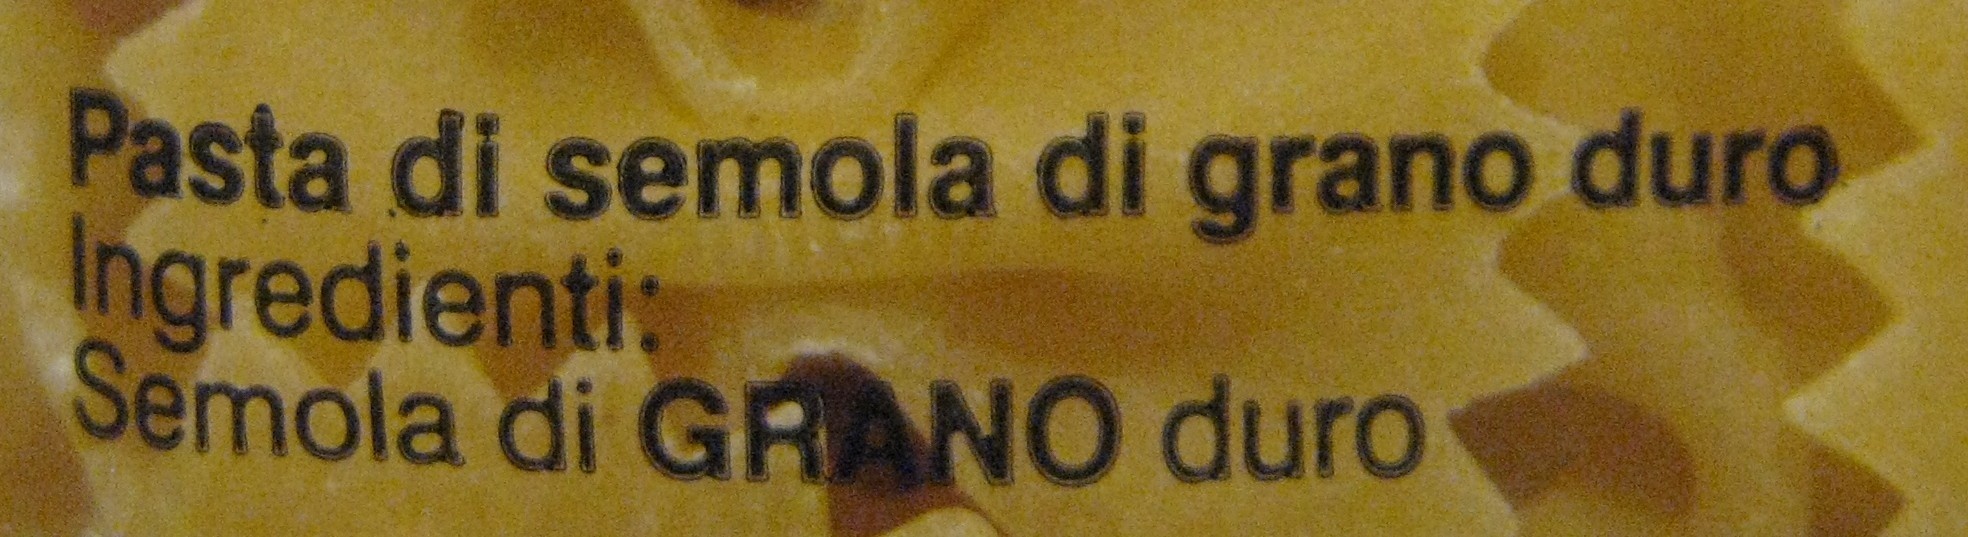 Pasta di semola di grano duro
Ingredienti:
Semola di GRANO duro